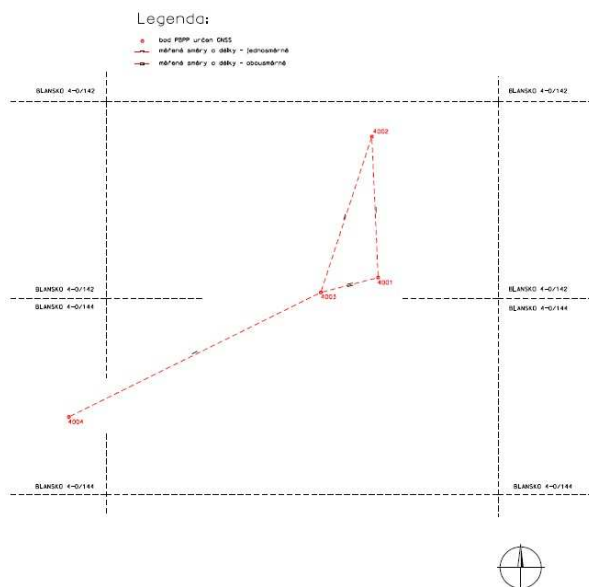 Legenda:
bod PBPP určen GNSS
měřené směry a délky - jednosměrné
měřené směry a délky - obousměrné
BLANSKO 4-0/142
BLANSKO 4-0/142
4002
4001
4003
BLANSKO 4-0/142
BLANSKO 4-0/144
BLANSKO 4-0/142
BLANSKO 4-0/144
4004
BLANSKO 4-0/144
BLANSKO 4-0/144